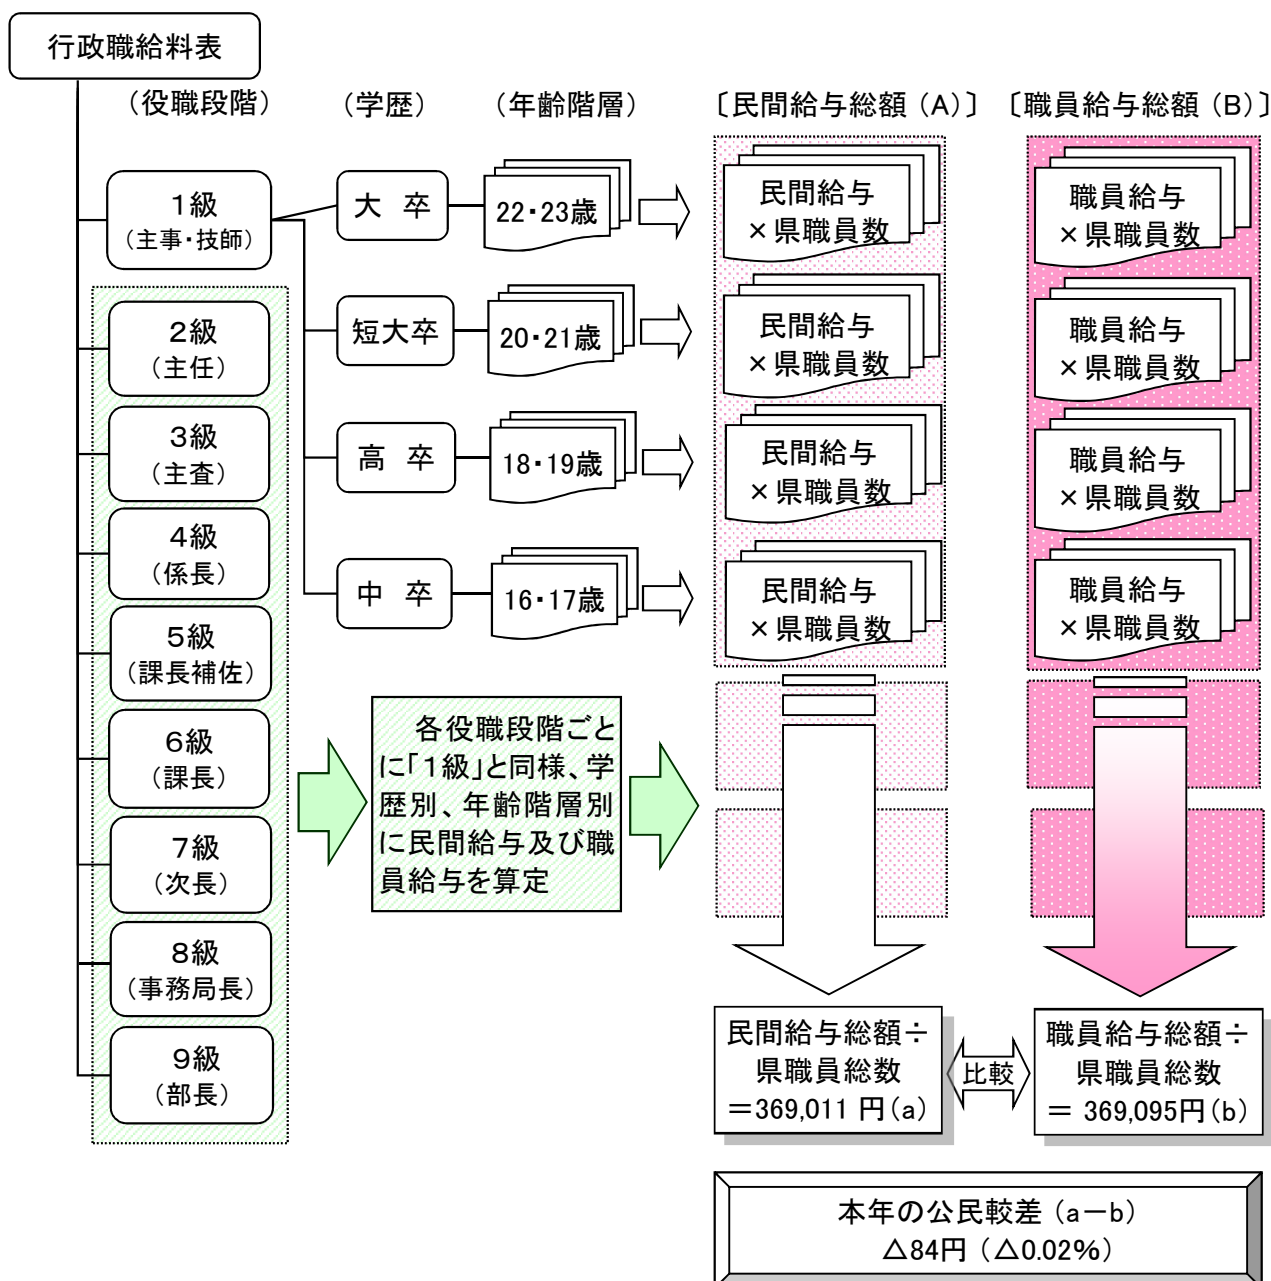 行政職給料表
（役職段階）
（学歴）
（年齢階層）
〔民間給与総額（A）〕
〔職員給与総額（B）〕
1級
（主事・技師）
大 卒
22・23歳
民間給与
×県職員数
職員給与
×県職員数
2級
（主任）
短大卒
20・21歳
民間給与
×県職員数
職員給与
×県職員数
3級
（主査）
高 卒
18・19歳
民間給与
×県職員数
職員給与
×県職員数
4級
（係長）
中 卒
16・17歳
民間給与
×県職員数
職員給与
×県職員数
5級
（課長補佐）
6級
（課長）
7級
（次長）
8級
（事務局長）
9級
（部長）
各役職段階ごと
に「1級」と同様、学
歴別、年齢階層別
に民間給与及び職
員給与を算定
民間給与総額÷
県職員総数
＝369,011 円（a）
比較
職員給与総額÷
県職員総数
＝ 369,095円（b）
本年の公民較差（a－b）
△84円（△0.02%）